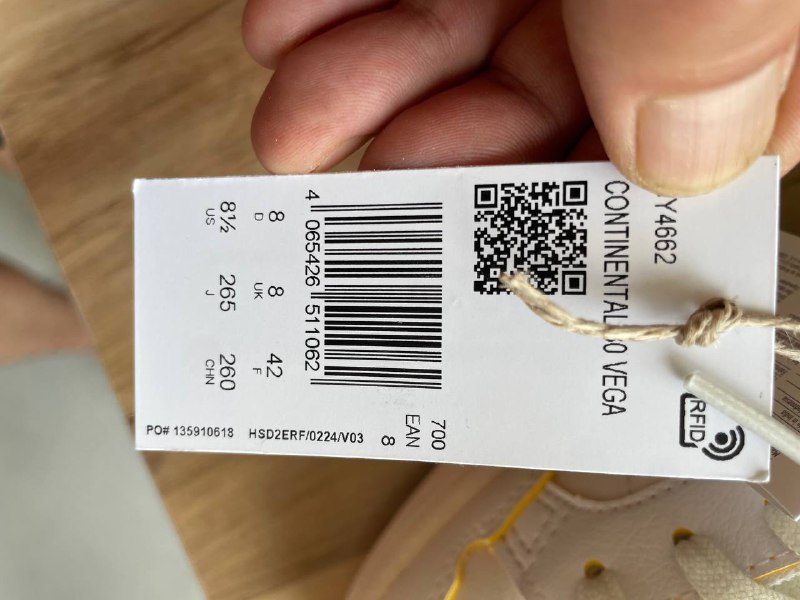 Y4662
CONTINENTAL 80 VEGA
RFID
700
EAN
8
4 065426 511062
8 8 42
D UK F
8½ 265 260
US J CHN
PO# 135910618 HSD2ERF/0224/V03